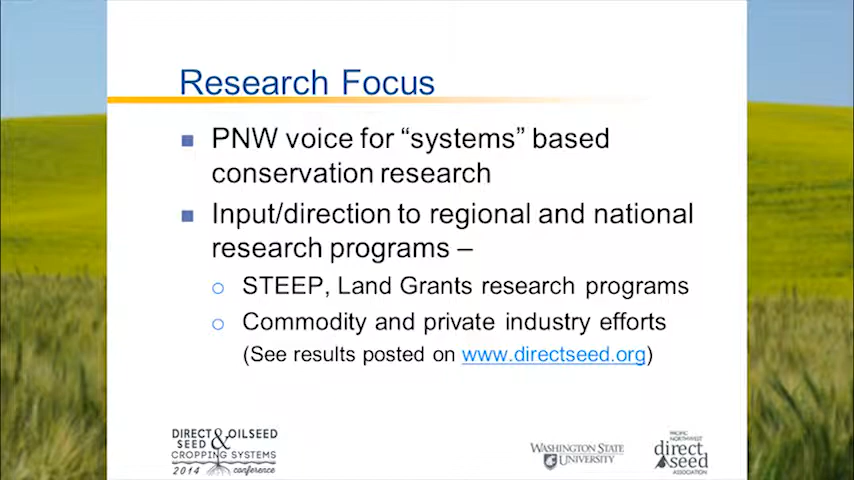 Research Focus
PNW voice for “systems” based
conservation research
Input/direction to regional and national
research programs –
STEEP, Land Grants research programs
Commodity and private industry efforts
(See results posted on www.directseed.org)
DIRECT & OILSEED
SEED
CROPPING SYSTEMS
2014 conference
WASHINGTON STATE
UNIVERSITY
PACIFIC
NORTHWEST
direct
seed
ASSOCIATION